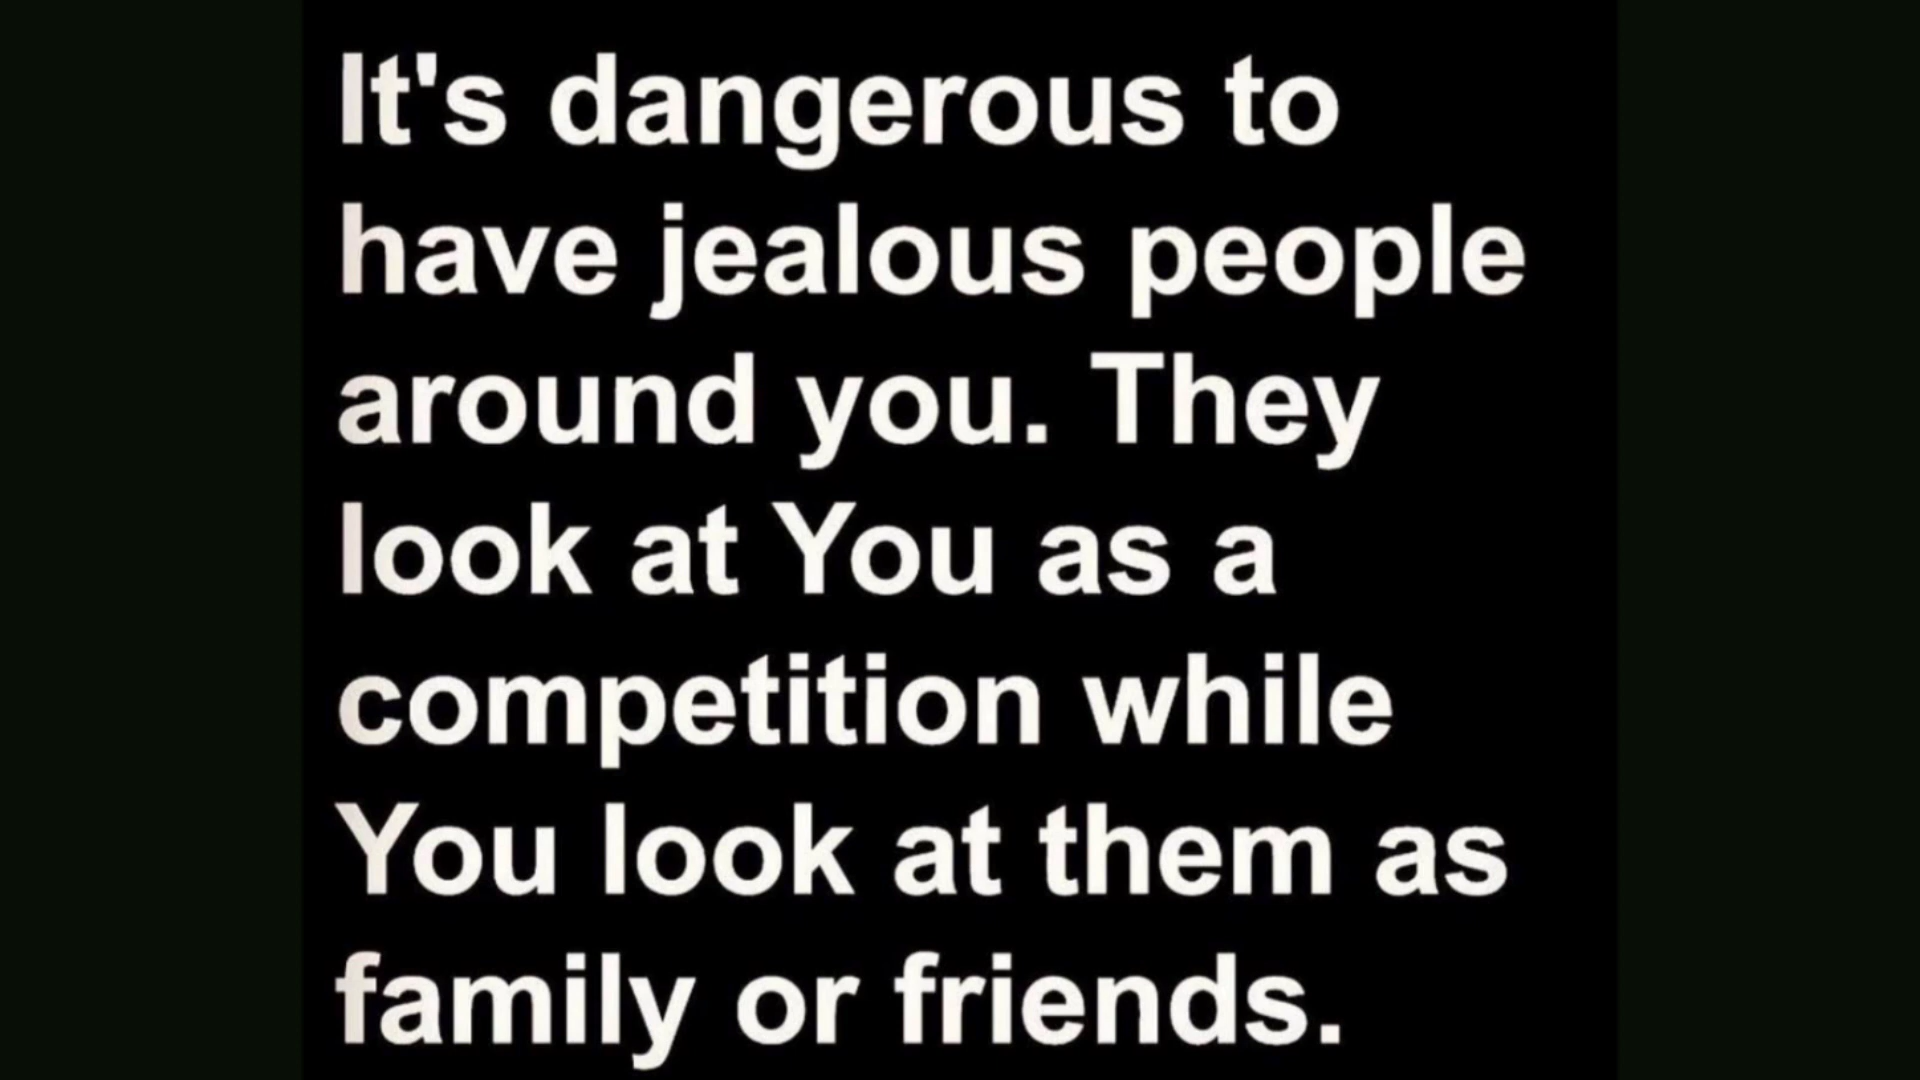 It's dangerous to
have jealous people
around you. They
look at You as a
competition while
You look at them as
family or friends.